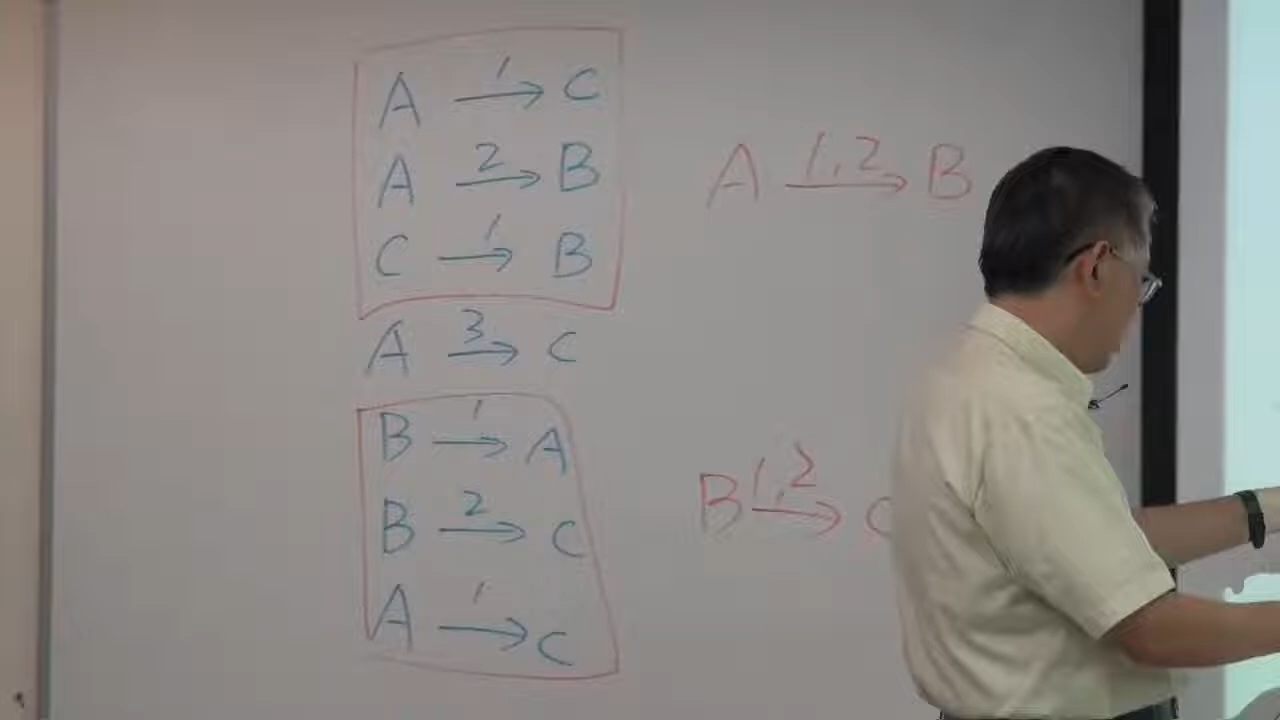 A 1→ C
A 2→ B
C 1→ B
A 3→ C
B 1→ A
B 2→ C
A 1→ C
A 1,2→ B
B 1,2→ C